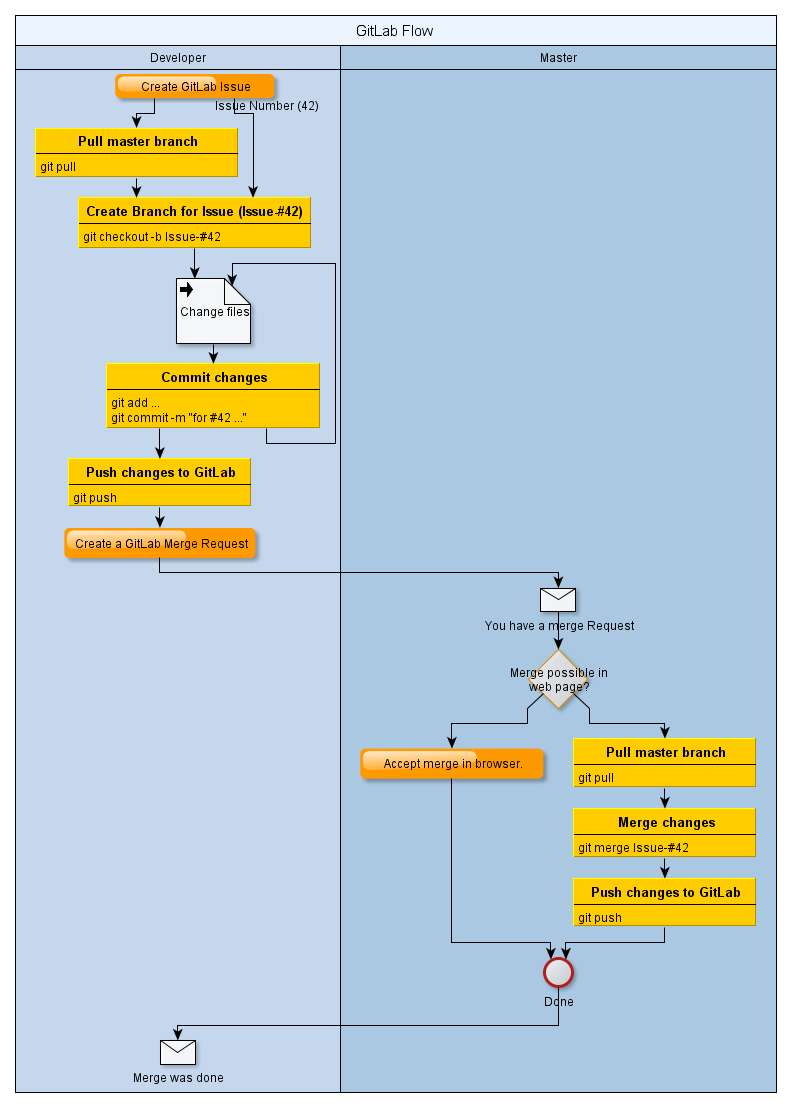 GitLab Flow
Developer
Master
Create GitLab Issue
Issue Number (42)
Pull master branch
git pull
Create Branch for Issue (Issue-#42)
git checkout -b Issue-#42
Change files
Commit changes
git add ...
git commit -m "for #42 ..."
Push changes to GitLab
git push
Create a GitLab Merge Request
You have a merge Request
Merge possible in
web page?
Accept merge in browser.
Pull master branch
git pull
Merge changes
git merge Issue-#42
Push changes to GitLab
git push
Done
Merge was done